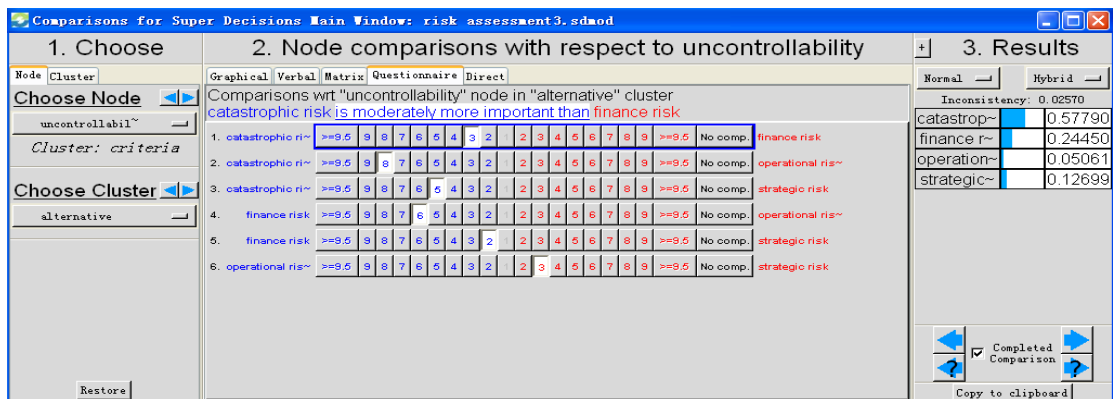 Comparisons for Super Decisions Main Window: risk assessment3.sdmod
1. Choose
Node Cluster
Choose Node
uncontrollabil~
Cluster: criteria
Choose Cluster
alternative
Restore
2. Node comparisons with respect to uncontrollability
Graphical Verbal Matrix Questionnaire Direct
Comparisons wrt "uncontrollability" node in "alternative" cluster
catastrophic risk is moderately more important than finance risk
1. catastrophic ri~ >=9.5 9 8 7 6 5 4 3 2 1 2 3 4 5 6 7 8 9 >=9.5 No comp. finance risk
2. catastrophic ri~ >=9.5 9 8 7 6 5 4 3 2 1 2 3 4 5 6 7 8 9 >=9.5 No comp. operational ris~
3. catastrophic ri~ >=9.5 9 8 7 6 5 4 3 2 1 2 3 4 5 6 7 8 9 >=9.5 No comp. strategic risk
4. finance risk >=9.5 9 8 7 6 5 4 3 2 1 2 3 4 5 6 7 8 9 >=9.5 No comp. operational ris~
5. finance risk >=9.5 9 8 7 6 5 4 3 2 1 2 3 4 5 6 7 8 9 >=9.5 No comp. strategic risk
6. operational ris~ >=9.5 9 8 7 6 5 4 3 2 1 2 3 4 5 6 7 8 9 >=9.5 No comp. strategic risk
+ 3. Results
Normal Hybrid
Inconsistency: 0.02570
catastrop~ 0.57790
finance r~ 0.24450
operation~ 0.05061
strategic~ 0.12699
Completed
Comparison
? ?
Copy to clipboard